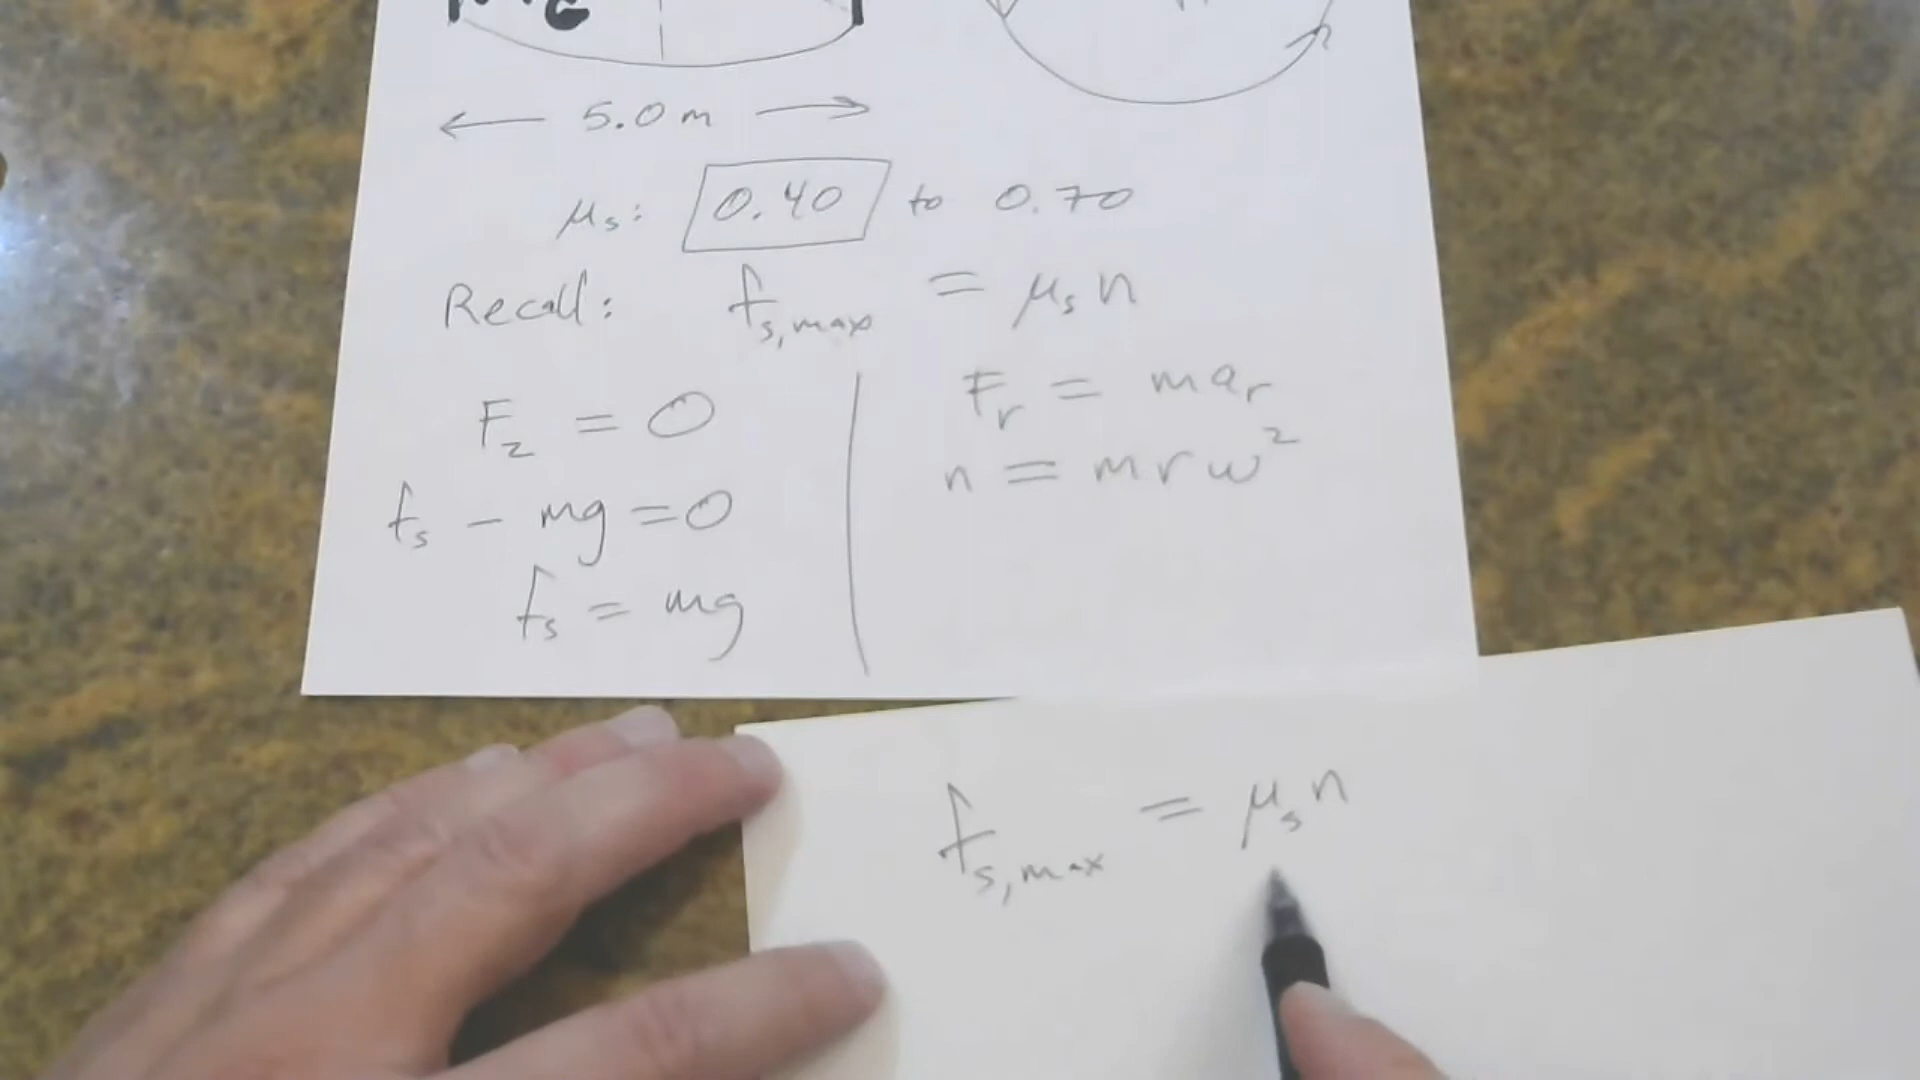 5.0 m
μs: 0.40 to 0.70
Recall: fs,max = μs n
Fz = 0
fs - mg = 0
fs = mg
Fr = mar
n = mrω²
fs,max = μs n